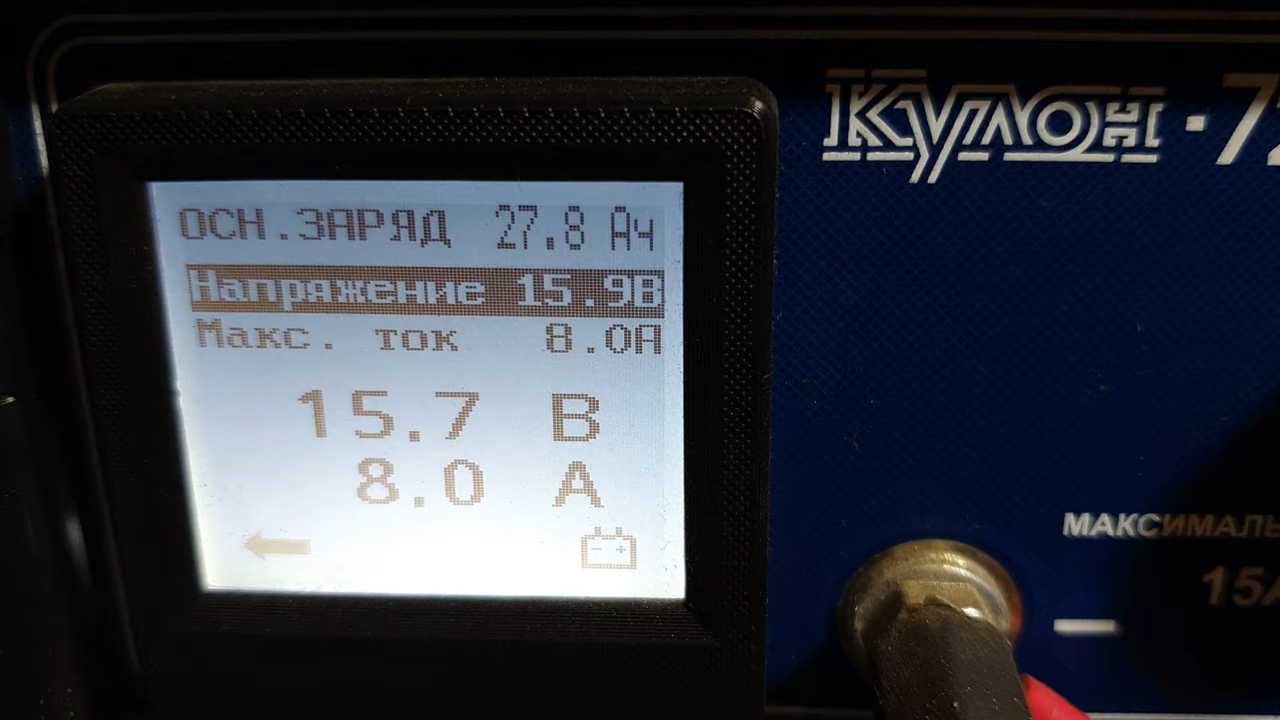 Кулон-7
ОСН.ЗАРЯД 27.8 Ач
Напряжение 15.9В
Макс. ток 8.0А
15.7 В
8.0 А
- +
МАКСИМАЛЬ
15А